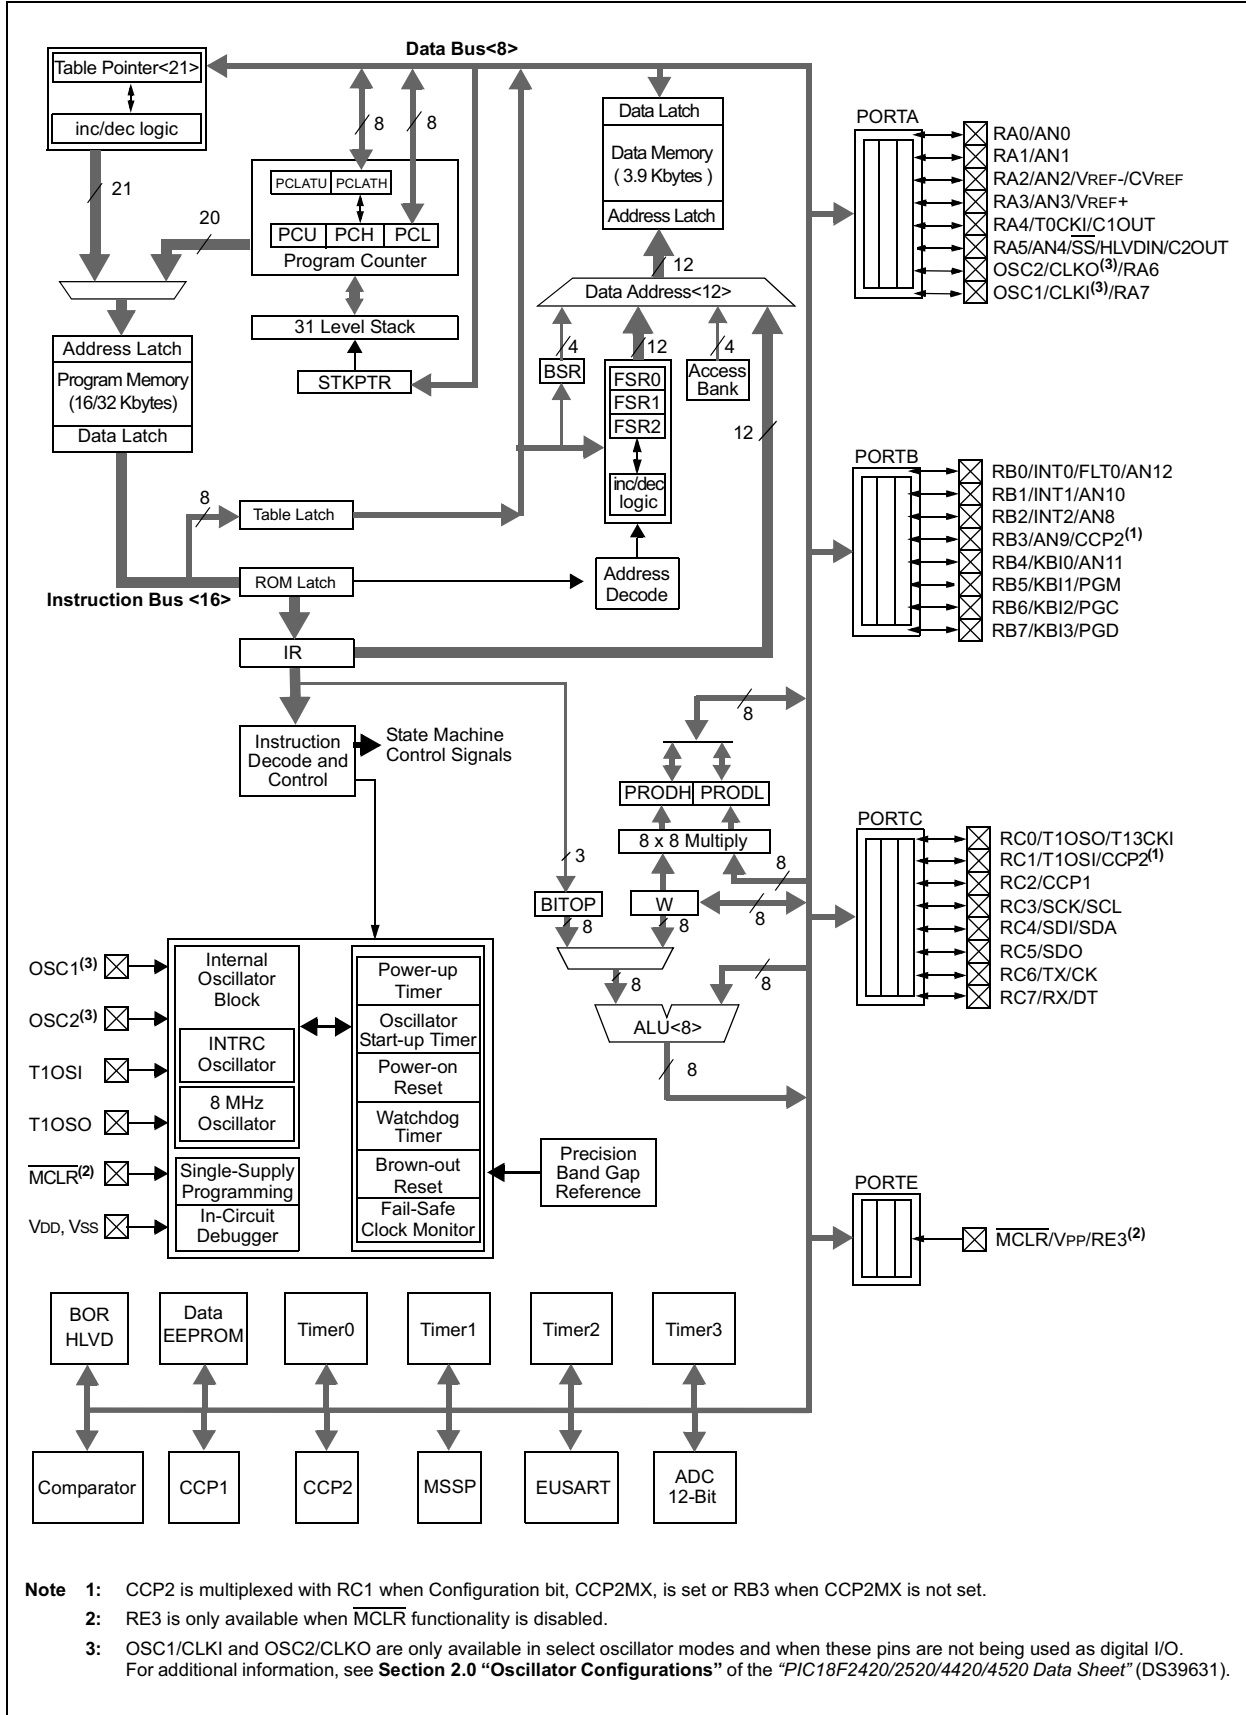 Data Bus<8>
Table Pointer<21>
inc/dec logic
21
20
8
8
PCLATU PCLATH
PCU PCH PCL
Program Counter
31 Level Stack
STKPTR
Data Latch
Data Memory
( 3.9 Kbytes )
Address Latch
12
Data Address<12>
4
12
4
BSR
FSR0
FSR1
FSR2
inc/dec
logic
Access
Bank
12
Address Latch
Program Memory
(16/32 Kbytes)
Data Latch
8
Table Latch
ROM Latch
Instruction Bus <16>
Address
Decode
IR
Instruction
Decode and
Control
State Machine
Control Signals
8
PRODH PRODL
8 x 8 Multiply
3
8
BITOP
W
8
8
8
8
8
ALU<8>
8
OSC1(3)
OSC2(3)
T1OSI
T1OSO
MCLR(2)
VDD, VSS
Internal
Oscillator
Block
INTRC
Oscillator
8 MHz
Oscillator
Single-Supply
Programming
In-Circuit
Debugger
Power-up
Timer
Oscillator
Start-up Timer
Power-on
Reset
Watchdog
Timer
Brown-out
Reset
Fail-Safe
Clock Monitor
Precision
Band Gap
Reference
PORTA
RA0/AN0
RA1/AN1
RA2/AN2/VREF-/CVREF
RA3/AN3/VREF+
RA4/T0CKI/C1OUT
RA5/AN4/SS/HLVDIN/C2OUT
OSC2/CLKO(3)/RA6
OSC1/CLKI(3)/RA7
PORTB
RB0/INT0/FLT0/AN12
RB1/INT1/AN10
RB2/INT2/AN8
RB3/AN9/CCP2(1)
RB4/KBI0/AN11
RB5/KBI1/PGM
RB6/KBI2/PGC
RB7/KBI3/PGD
PORTC
RC0/T1OSO/T13CKI
RC1/T1OSI/CCP2(1)
RC2/CCP1
RC3/SCK/SCL
RC4/SDI/SDA
RC5/SDO
RC6/TX/CK
RC7/RX/DT
PORTE
MCLR/VPP/RE3(2)
BOR
HLVD
Data
EEPROM
Timer0
Timer1
Timer2
Timer3
Comparator
CCP1
CCP2
MSSP
EUSART
ADC
12-Bit
Note 1: CCP2 is multiplexed with RC1 when Configuration bit, CCP2MX, is set or RB3 when CCP2MX is not set.
2: RE3 is only available when MCLR functionality is disabled.
3: OSC1/CLKI and OSC2/CLKO are only available in select oscillator modes and when these pins are not being used as digital I/O.
For additional information, see Section 2.0 “Oscillator Configurations” of the “PIC18F2420/2520/4420/4520 Data Sheet” (DS39631).